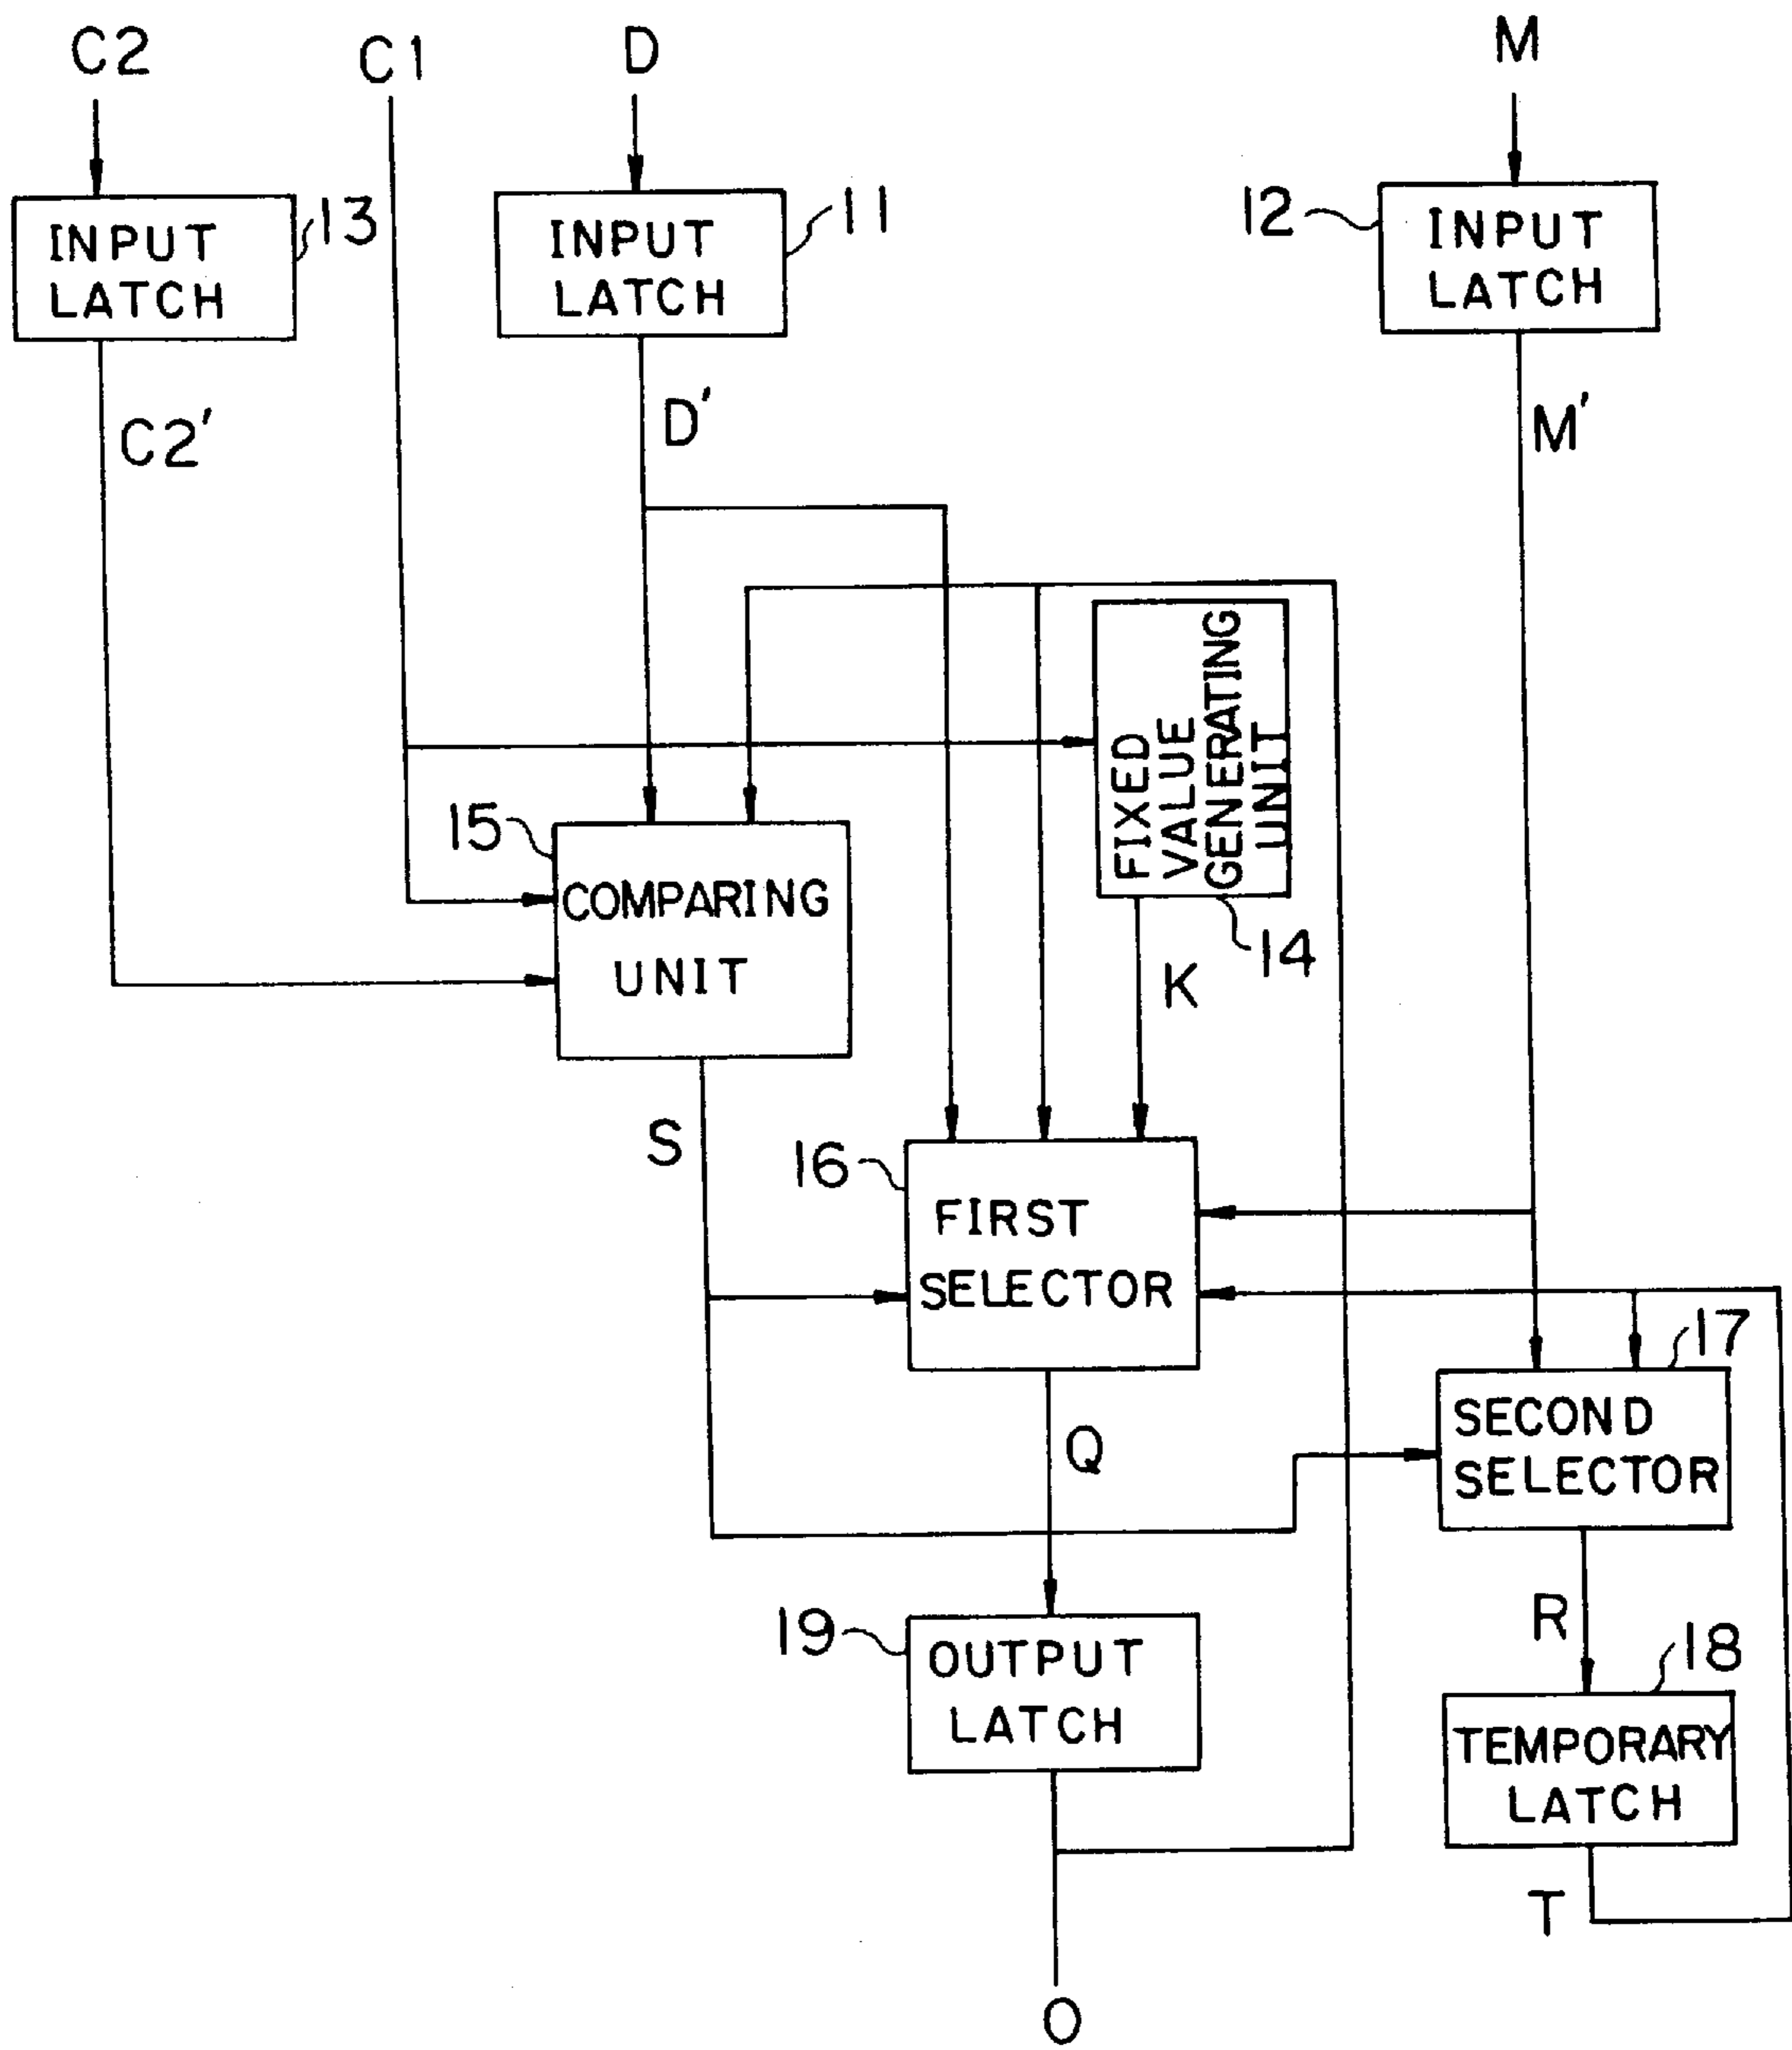 C2
C1
D
M
INPUT
LATCH
13
INPUT
LATCH
11
12
INPUT
LATCH
C2'
D'
M'
FIXED
VALUE
GENERATING
UNIT
14
15
COMPARING
UNIT
K
S
16
FIRST
SELECTOR
17
SECOND
SELECTOR
Q
R
19
OUTPUT
LATCH
18
TEMPORARY
LATCH
T
O